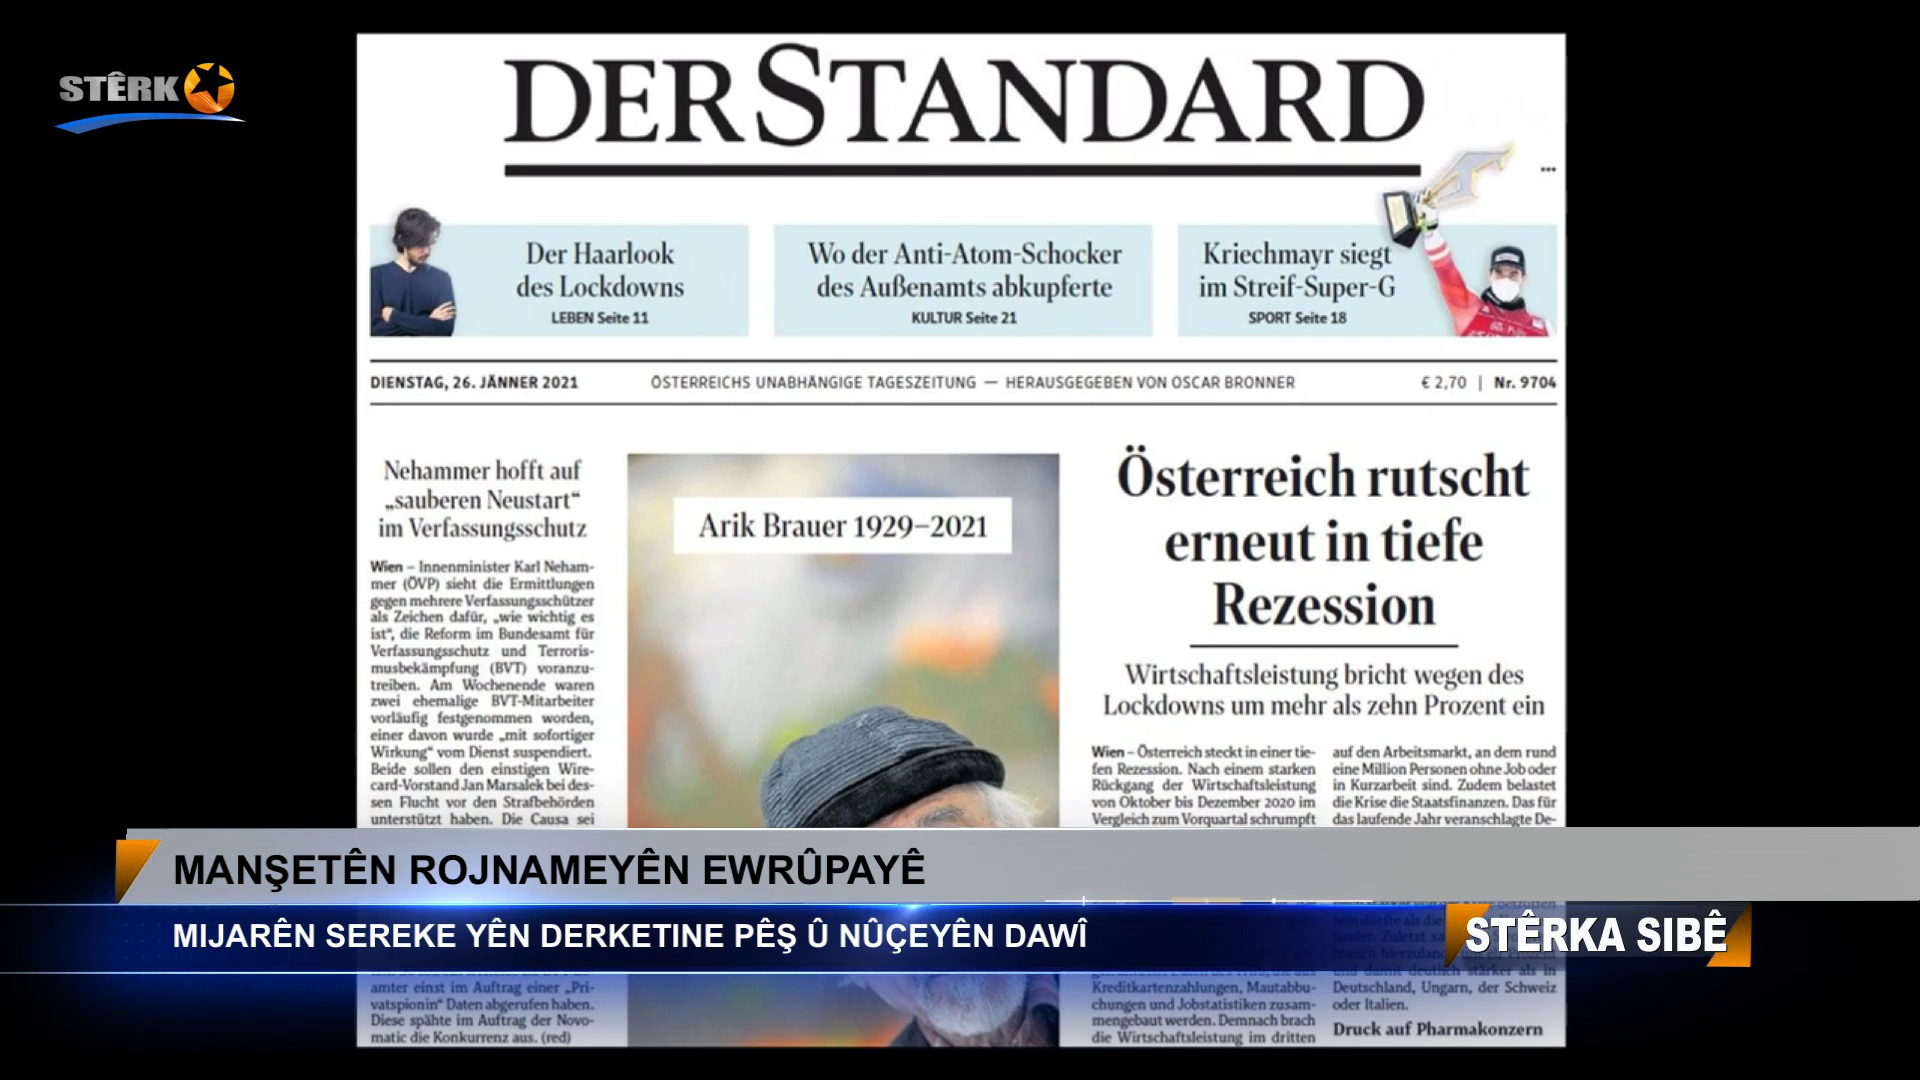 STÊRK
DER STANDARD
Der Haarlook
des Lockdowns
LEBEN Seite 11
Wo der Anti-Atom-Schocker
des Außenamts abkupferte
KULTUR Seite 21
Kriechmayr siegt
im Streif-Super-G
SPORT Seite 18
DIENSTAG, 26. JÄNNER 2021
ÖSTERREICHS UNABHÄNGIGE TAGESZEITUNG — HERAUSGEGEBEN VON OSCAR BRONNER
€ 2,70 | Nr. 9704
Nehammer hofft auf
„sauberen Neustart“
im Verfassungsschutz
Wien – Innenminister Karl Neham-
mer (ÖVP) sieht die Ermittlungen
gegen mehrere Verfassungsschützer
als Zeichen dafür, „wie wichtig es
ist“, die Reform im Bundesamt für
Verfassungsschutz und Terroris-
musbekämpfung (BVT) voranzu-
treiben. Am Wochenende waren
zwei ehemalige BVT-Mitarbeiter
vorläufig festgenommen worden,
einer davon wurde „mit sofortiger
Wirkung“ vom Dienst suspendiert.
Beide sollen den einstigen Wire-
card-Vorstand Jan Marsalek bei des-
sen Flucht vor den Strafbehörden
unterstützt haben. Die Causa sei
amter einst im Auftrag einer „Pri-
vatspionin“ Daten abgerufen haben.
Diese spähte im Auftrag der Novo-
matic die Konkurrenz aus. (red)
Arik Brauer 1929–2021
Österreich rutscht
erneut in tiefe
Rezession
Wirtschaftsleistung bricht wegen des
Lockdowns um mehr als zehn Prozent ein
Wien – Österreich steckt in einer tie-
fen Rezession. Nach einem starken
Rückgang der Wirtschaftsleistung
von Oktober bis Dezember 2020 im
Vergleich zum Vorquartal schrumpft
Kreditkartenzahlungen, Mautabbu-
chungen und Jobstatistiken zusam-
mengebaut werden. Demnach brach
die Wirtschaftsleistung im dritten
auf den Arbeitsmarkt, an dem rund
eine Million Personen ohne Job oder
in Kurzarbeit sind. Zudem belastet
die Krise die Staatsfinanzen. Das für
das laufende Jahr veranschlagte De-
und damit deutlich stärker als in
Deutschland, Ungarn, der Schweiz
oder Italien.
Druck auf Pharmakonzern
MANŞETÊN ROJNAMEYÊN EWRÛPAYÊ
MIJARÊN SEREKE YÊN DERKETINE PÊŞ Û NÛÇEYÊN DAWÎ
STÊRKA SIBÊ